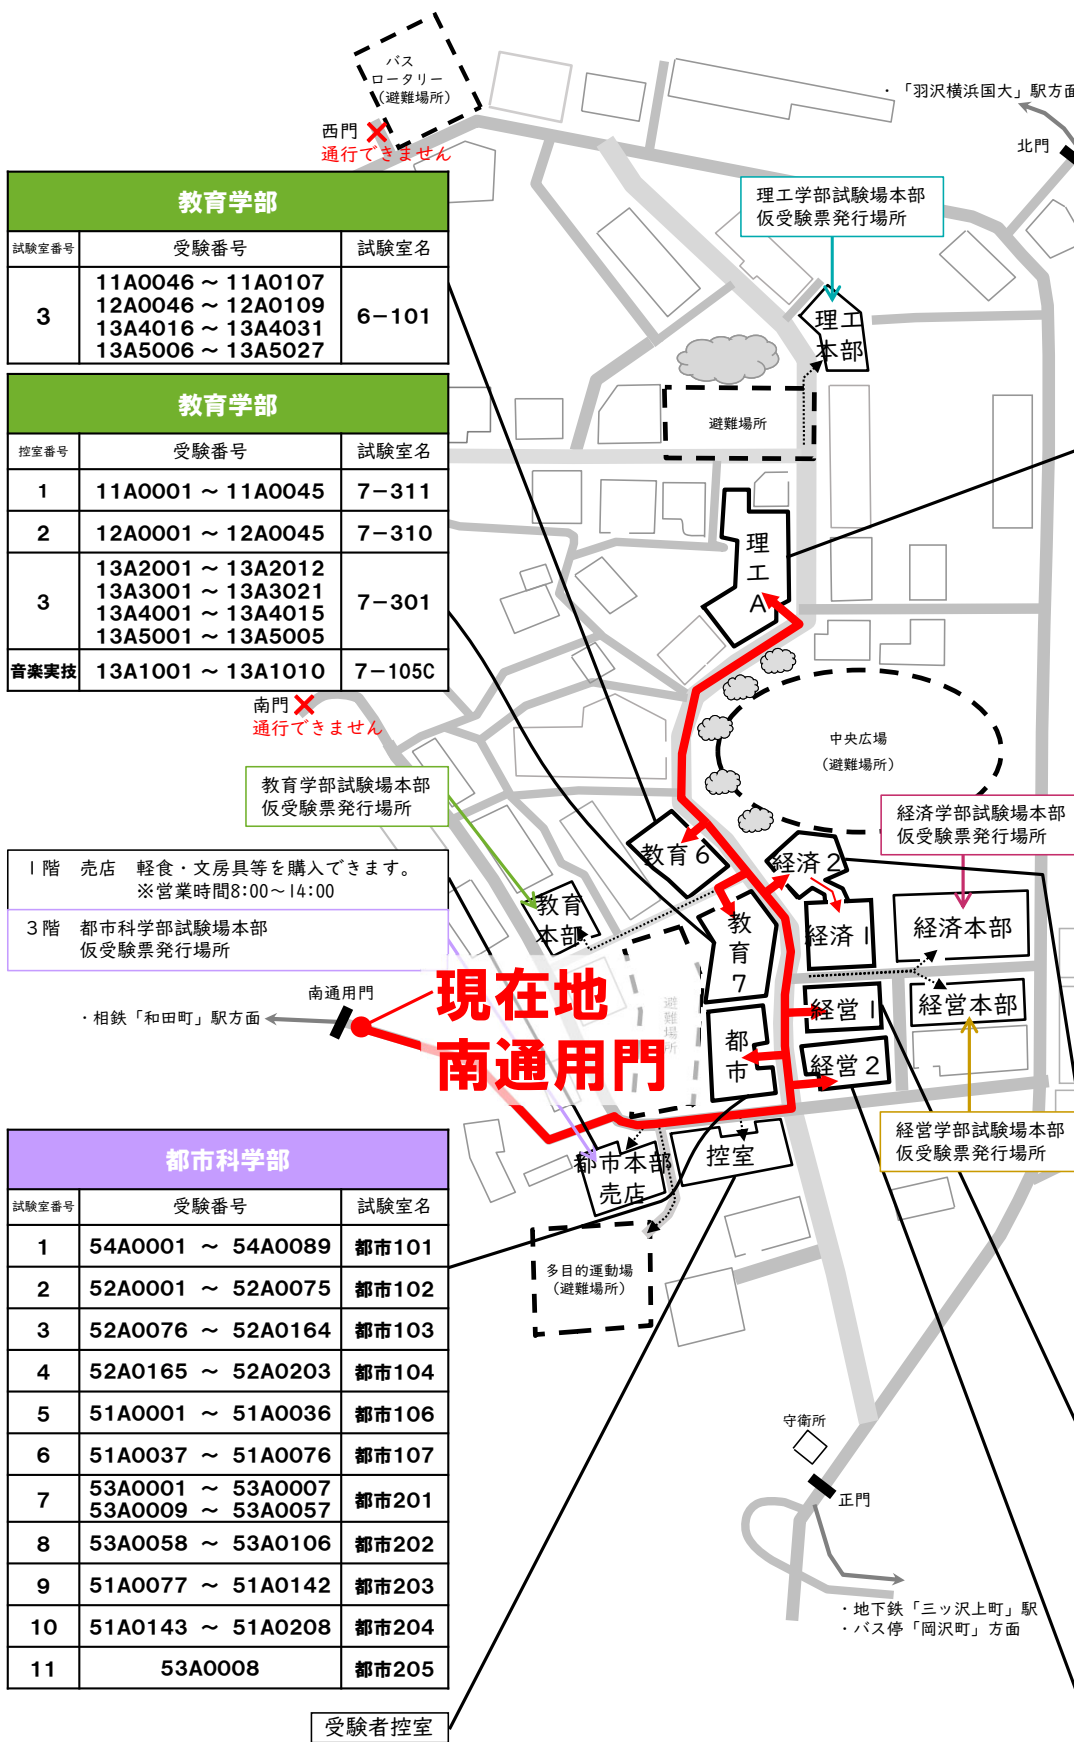 バス
ロータリー
(避難場所)
西門
通行できません
・「羽沢横浜国大」駅方面
北門
理工学部試験場本部
仮受験票発行場所
理工
本部
教育学部
試験室番号 受験番号 試験室名
3 11A0046 ～ 11A0107
12A0046 ～ 12A0109
13A4016 ～ 13A4031
13A5006 ～ 13A5027
6-101
教育学部
控室番号 受験番号 試験室名
1 11A0001 ～ 11A0045 7-311
2 12A0001 ～ 12A0045 7-310
3 13A2001 ～ 13A2012
13A3001 ～ 13A3021
13A4001 ～ 13A4015
13A5001 ～ 13A5005
7-301
音楽実技 13A1001 ～ 13A1010 7-105C
避難場所
理
工
A
南門
通行できません
中央広場
(避難場所)
教育学部試験場本部
仮受験票発行場所
経済学部試験場本部
仮受験票発行場所
教育6
経済2
1階 売店 軽食・文房具等を購入できます。
※営業時間8:00～14:00
3階 都市科学部試験場本部
仮受験票発行場所
教育
本部
教
育
7
経済1
経済本部
南通用門
・相鉄「和田町」駅方面
現在地
南通用門
避
難
場
所
経営1
経営本部
都
市
経営2
経営学部試験場本部
仮受験票発行場所
都市本部
売店
控室
多目的運動場
(避難場所)
都市科学部
試験室番号 受験番号 試験室名
1 54A0001 ～ 54A0089 都市101
2 52A0001 ～ 52A0075 都市102
3 52A0076 ～ 52A0164 都市103
4 52A0165 ～ 52A0203 都市104
5 51A0001 ～ 51A0036 都市106
6 51A0037 ～ 51A0076 都市107
7 53A0001 ～ 53A0007
53A0009 ～ 53A0057
都市201
8 53A0058 ～ 53A0106 都市202
9 51A0077 ～ 51A0142 都市203
10 51A0143 ～ 51A0208 都市204
11 53A0008 都市205
守衛所
正門
・地下鉄「三ッ沢上町」駅
・バス停「岡沢町」方面
受験者控室